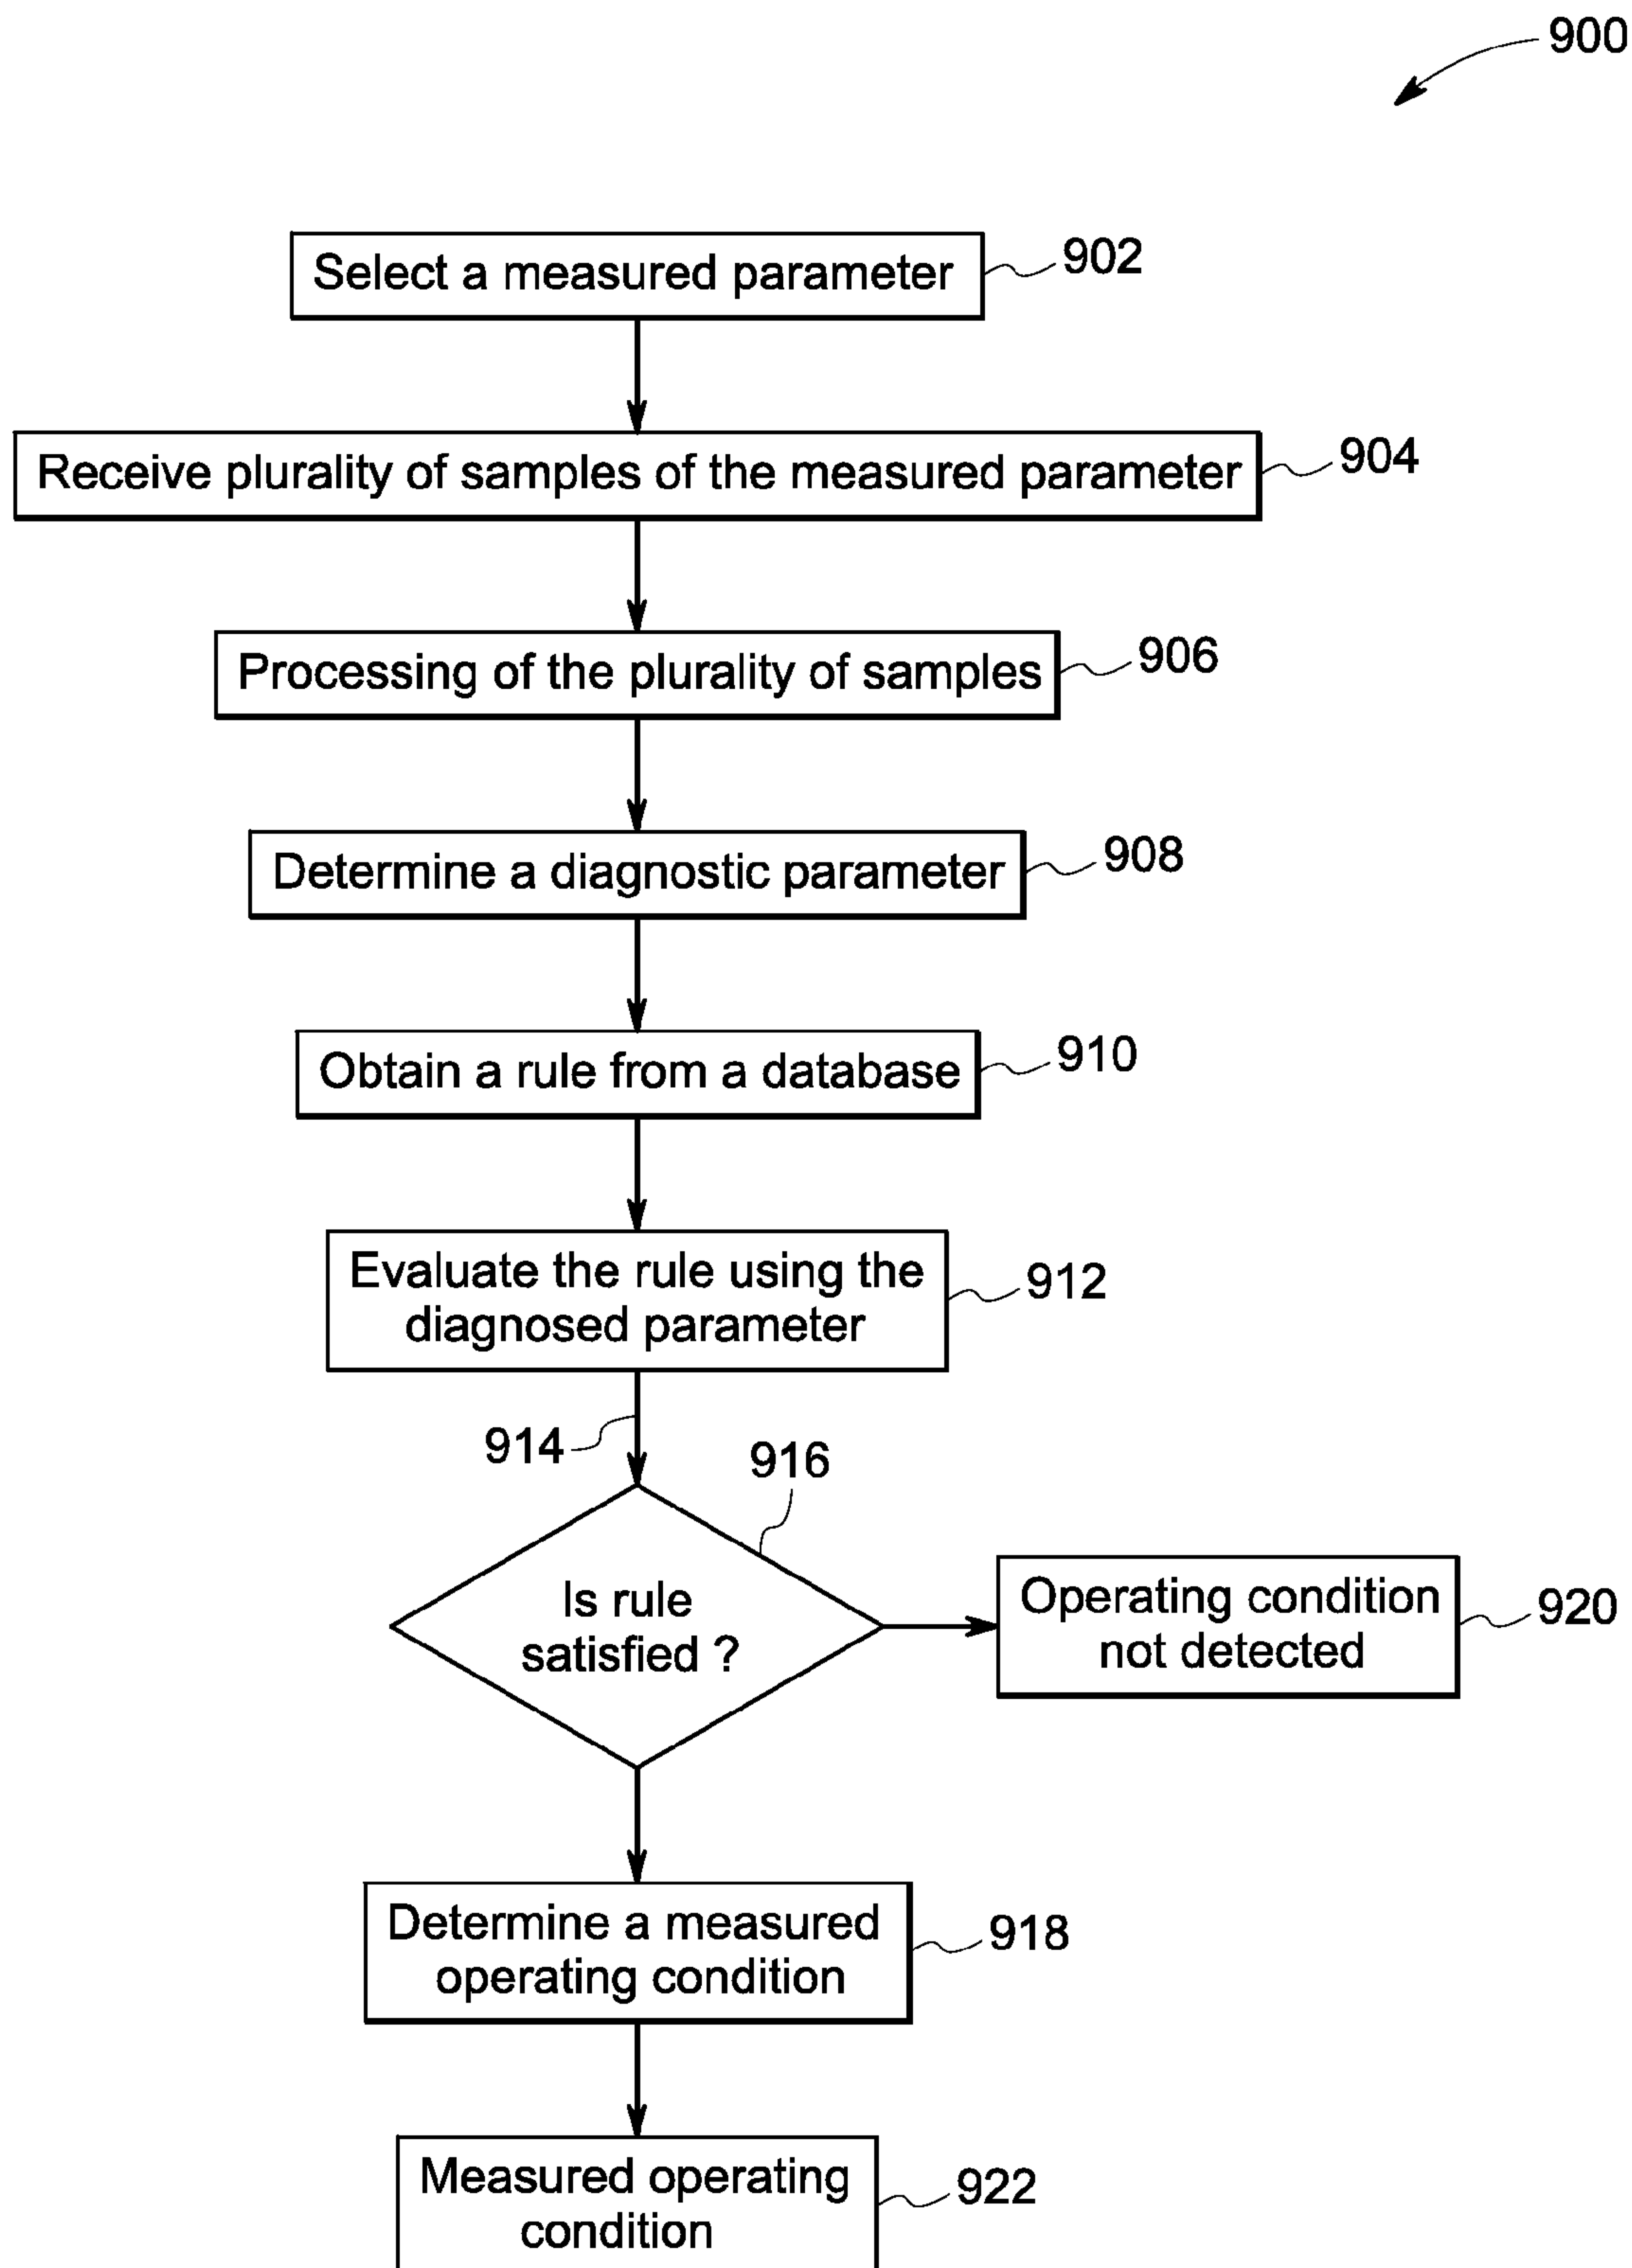 900
Select a measured parameter
902
Receive plurality of samples of the measured parameter
904
Processing of the plurality of samples
906
Determine a diagnostic parameter
908
Obtain a rule from a database
910
Evaluate the rule using the
diagnosed parameter
912
914
916
Is rule
satisfied ?
Operating condition
not detected
920
Determine a measured
operating condition
918
Measured operating
condition
922